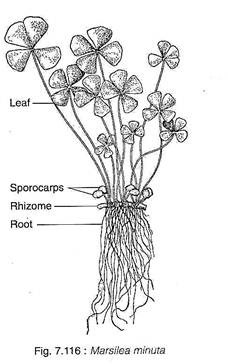 Leaf
Sporocarps
Rhizome
Root
Fig. 7.116 : Marsilea minuta